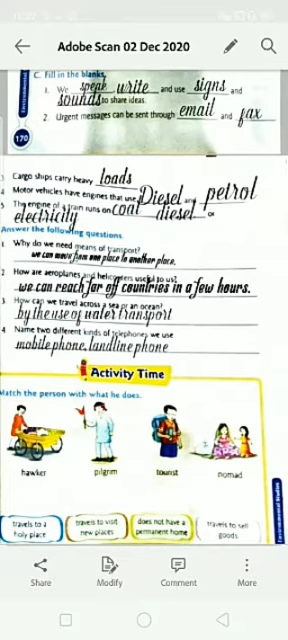 Adobe Scan 02 Dec 2020
C. Fill in the blanks.
1. We speak write and use signs and
sounds to share ideas.
2. Urgent messages can be sent through email and fax
170
3 Cargo ships carry heavy loads
4 Motor vehicles have engines that use Diesel and petrol
5 The engine of a train runs on coal diesel or
electricity
Answer the following questions.
1 Why do we need means of transport?
we can move from one place to another place.
2 How are aeroplanes and helicopters useful to us?
we can reach far off countries in a few hours.
3 How can we travel across a sea or an ocean?
by the use of water transport
4 Name two different kinds of telephones we use
mobile phone, landline phone
Activity Time
Match the person with what he does.
hawker pilgrim tourist nomad
travels to a holy place
travels to visit new places
does not have a permanent home
travels to sell goods
Environmental Studies
Share Modify Comment More